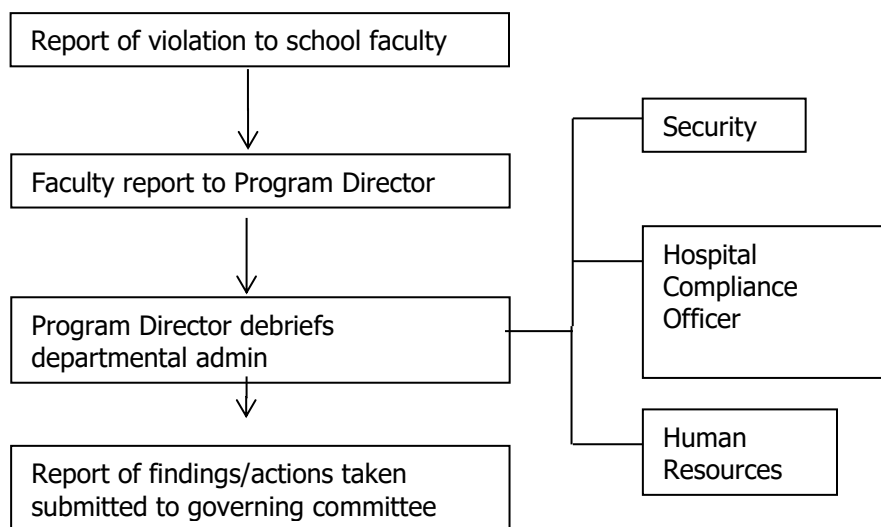 Report of violation to school faculty
Faculty report to Program Director
Program Director debriefs
departmental admin
Report of findings/actions taken
submitted to governing committee
Security
Hospital
Compliance
Officer
Human
Resources